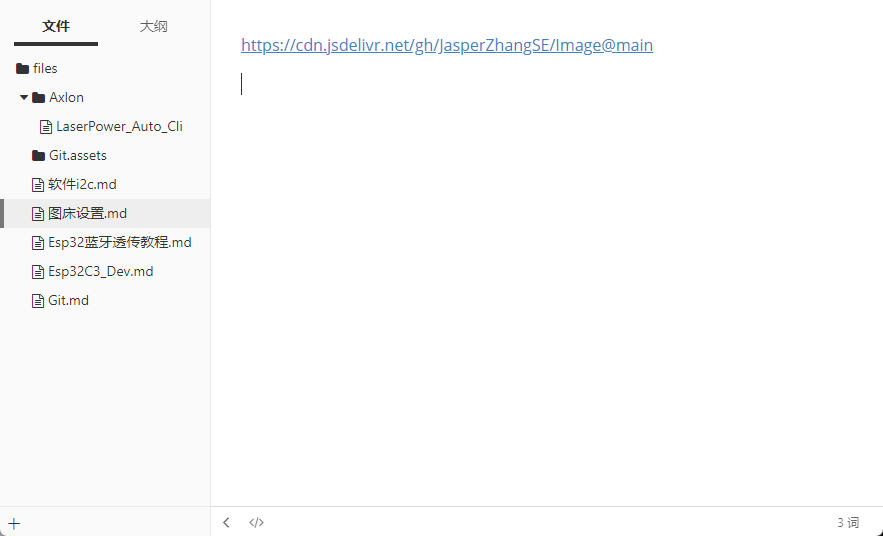 文件 大纲
files
Axlon
LaserPower_Auto_Cli
Git.assets
软件i2c.md
图床设置.md
Esp32蓝牙透传教程.md
Esp32C3_Dev.md
Git.md
https://cdn.jsdelivr.net/gh/JasperZhangSE/Image@main
3 词